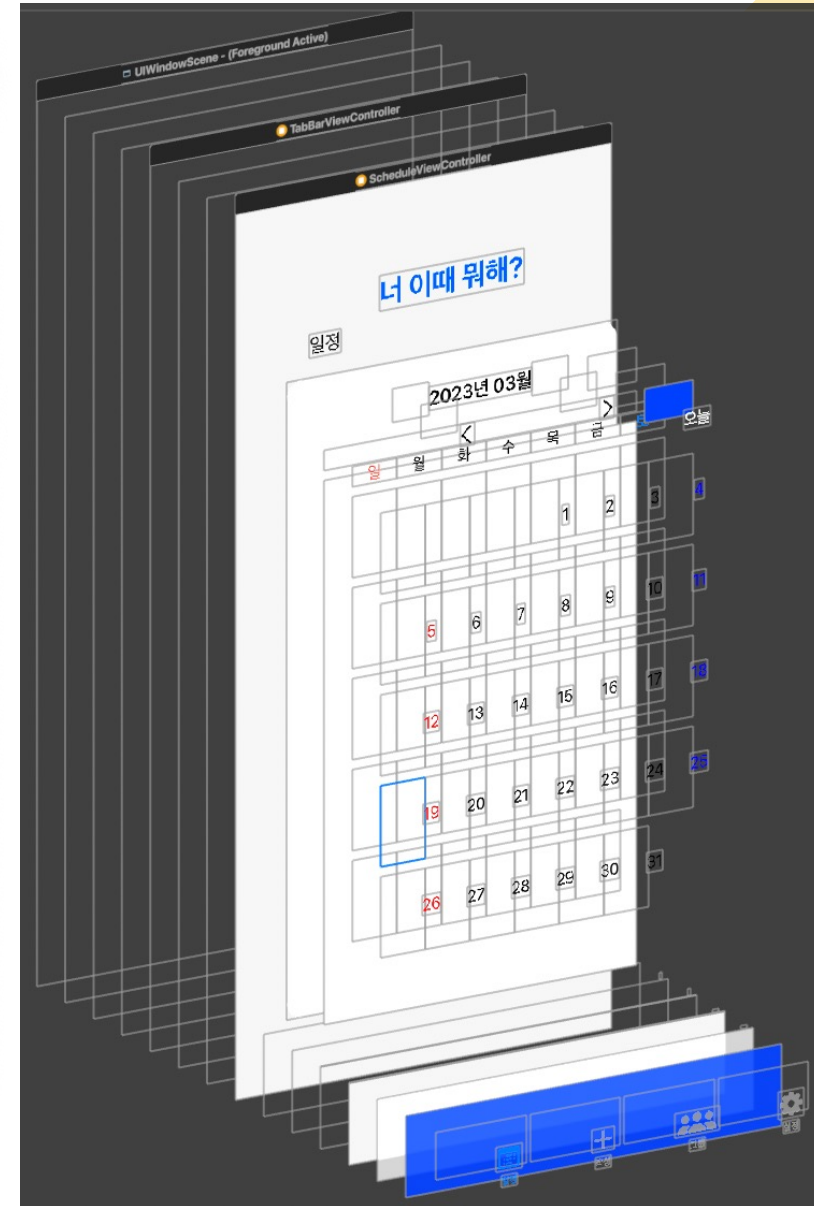 UIWindowScene - (Foreground Active)
TabBarViewController
ScheduleViewController
너 이때 뭐해?
일정
2023년 03월
오늘
< >
일 월 화 수 목 금 토
1 2 3 4
5 6 7 8 9 10 11
12 13 14 15 16 17 18
19 20 21 22 23 24 25
26 27 28 29 30 31